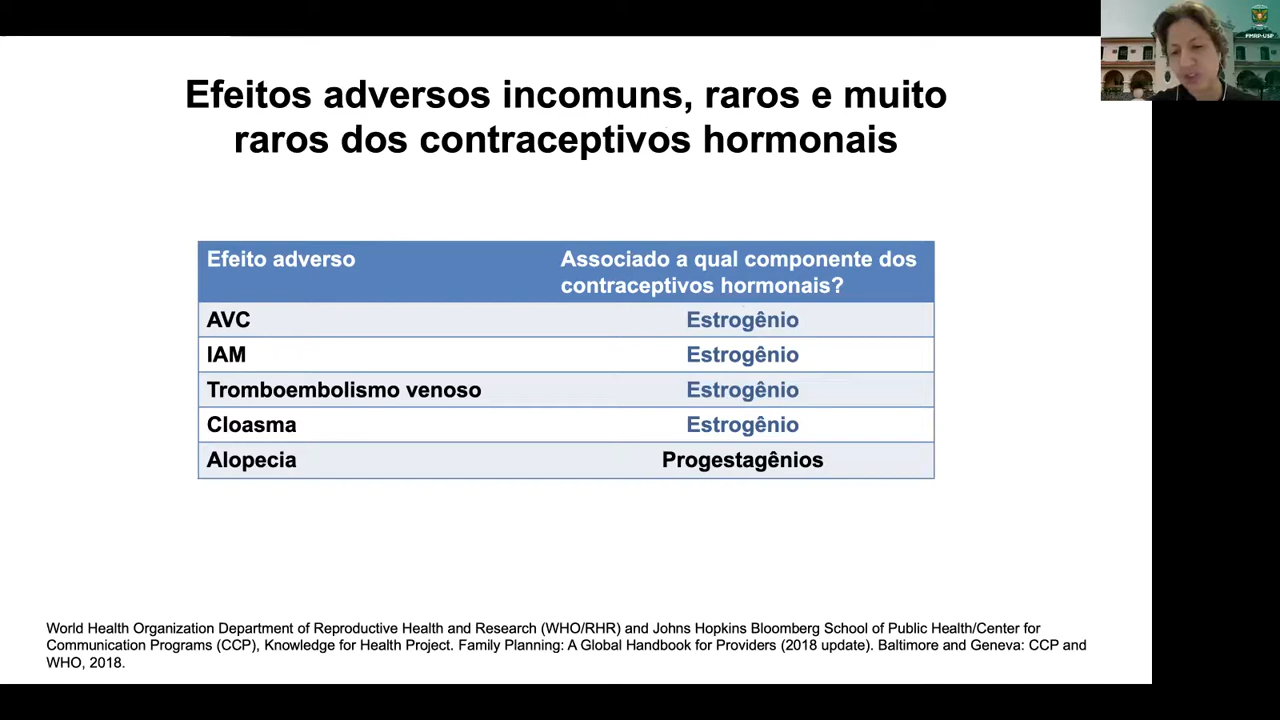 FMRP-USP
Efeitos adversos incomuns, raros e muito
raros dos contraceptivos hormonais
Efeito adverso
Associado a qual componente dos
contraceptivos hormonais?
AVC Estrogênio
IAM Estrogênio
Tromboembolismo venoso Estrogênio
Cloasma Estrogênio
Alopecia Progestagênios
World Health Organization Department of Reproductive Health and Research (WHO/RHR) and Johns Hopkins Bloomberg School of Public Health/Center for
Communication Programs (CCP), Knowledge for Health Project. Family Planning: A Global Handbook for Providers (2018 update). Baltimore and Geneva: CCP and
WHO, 2018.